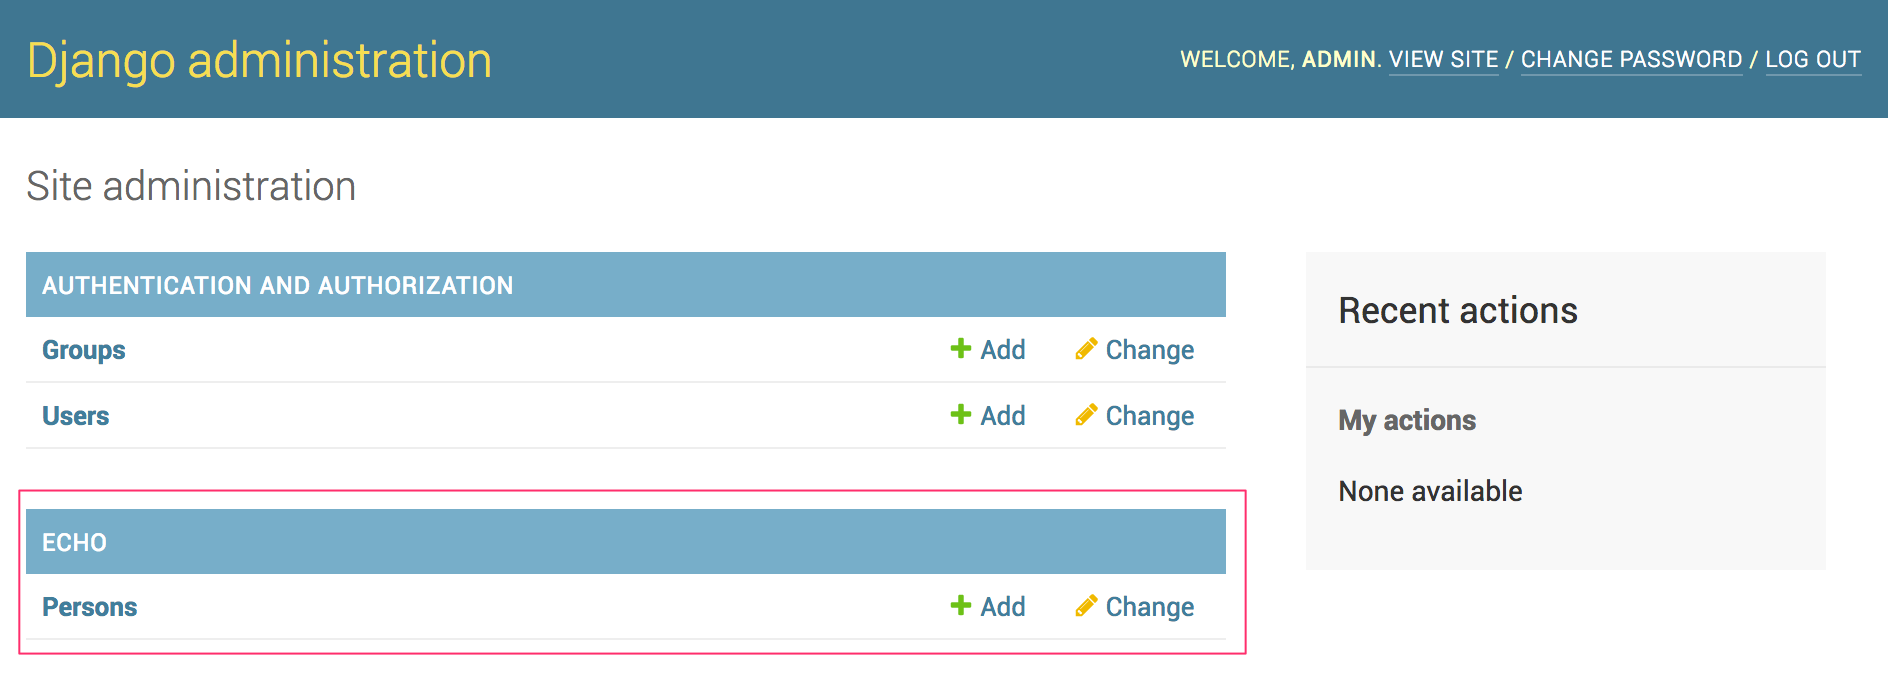 Django administration
WELCOME, ADMIN. VIEW SITE / CHANGE PASSWORD / LOG OUT
Site administration
AUTHENTICATION AND AUTHORIZATION
Groups Add Change
Users Add Change
ECHO
Persons Add Change
Recent actions
My actions
None available